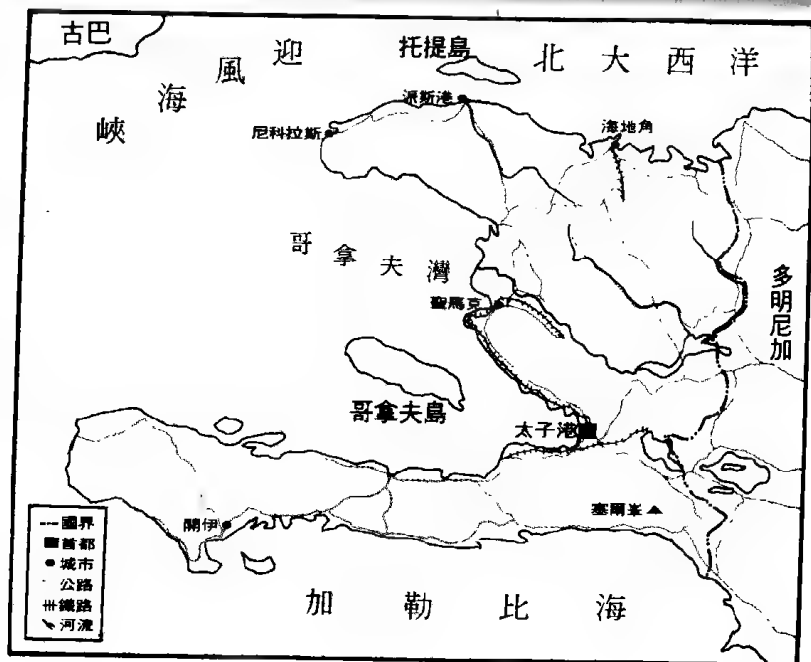 古巴
迎風海峽
托提島
北大西洋
派斯港
尼科拉斯
海地角
哥拿夫灣
聖馬克
多明尼加
哥拿夫島
太子港
塞爾峯
開伊
國界
首都
城市
公路
鐵路
河流
加勒比海